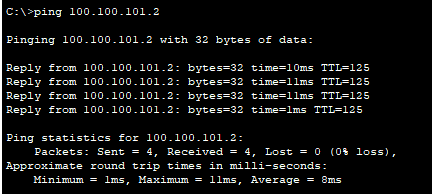 C:\>ping 100.100.101.2
Pinging 100.100.101.2 with 32 bytes of data:
Reply from 100.100.101.2: bytes=32 time=10ms TTL=125
Reply from 100.100.101.2: bytes=32 time=11ms TTL=125
Reply from 100.100.101.2: bytes=32 time=11ms TTL=125
Reply from 100.100.101.2: bytes=32 time=1ms TTL=125
Ping statistics for 100.100.101.2:
    Packets: Sent = 4, Received = 4, Lost = 0 (0% loss),
Approximate round trip times in milli-seconds:
    Minimum = 1ms, Maximum = 11ms, Average = 8ms